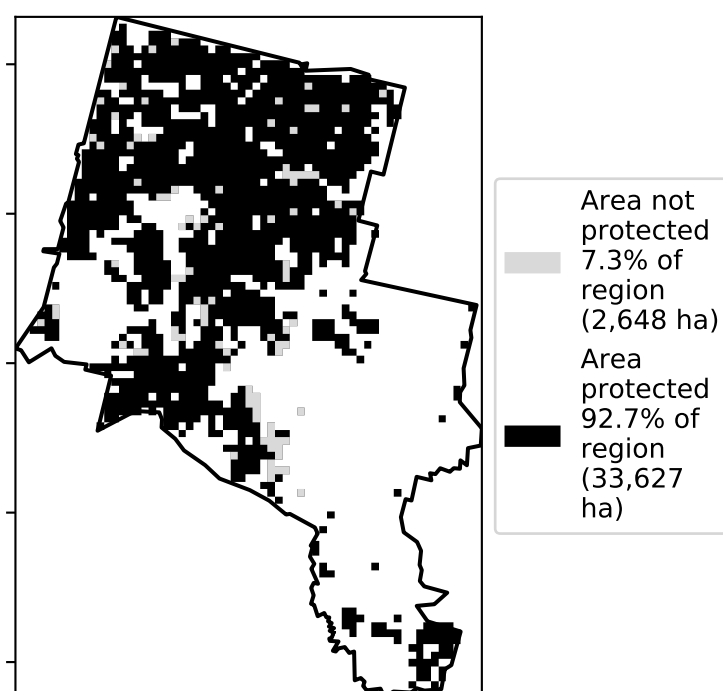 Area not
protected
7.3% of
region
(2,648 ha)
Area
protected
92.7% of
region
(33,627
ha)